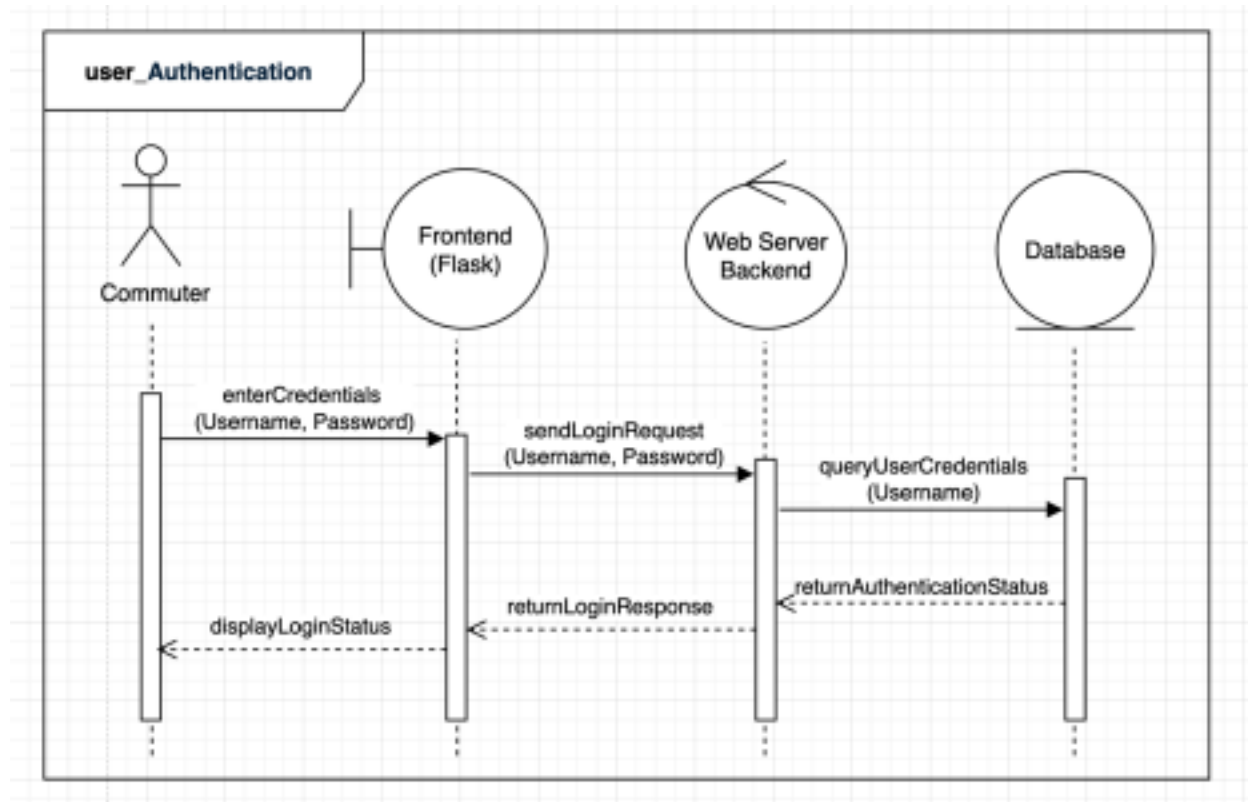 user_Authentication
Commuter
Frontend
(Flask)
Web Server
Backend
Database
enterCredentials
(Username, Password)
sendLoginRequest
(Username, Password)
queryUserCredentials
(Username)
returnAuthenticationStatus
returnLoginResponse
displayLoginStatus